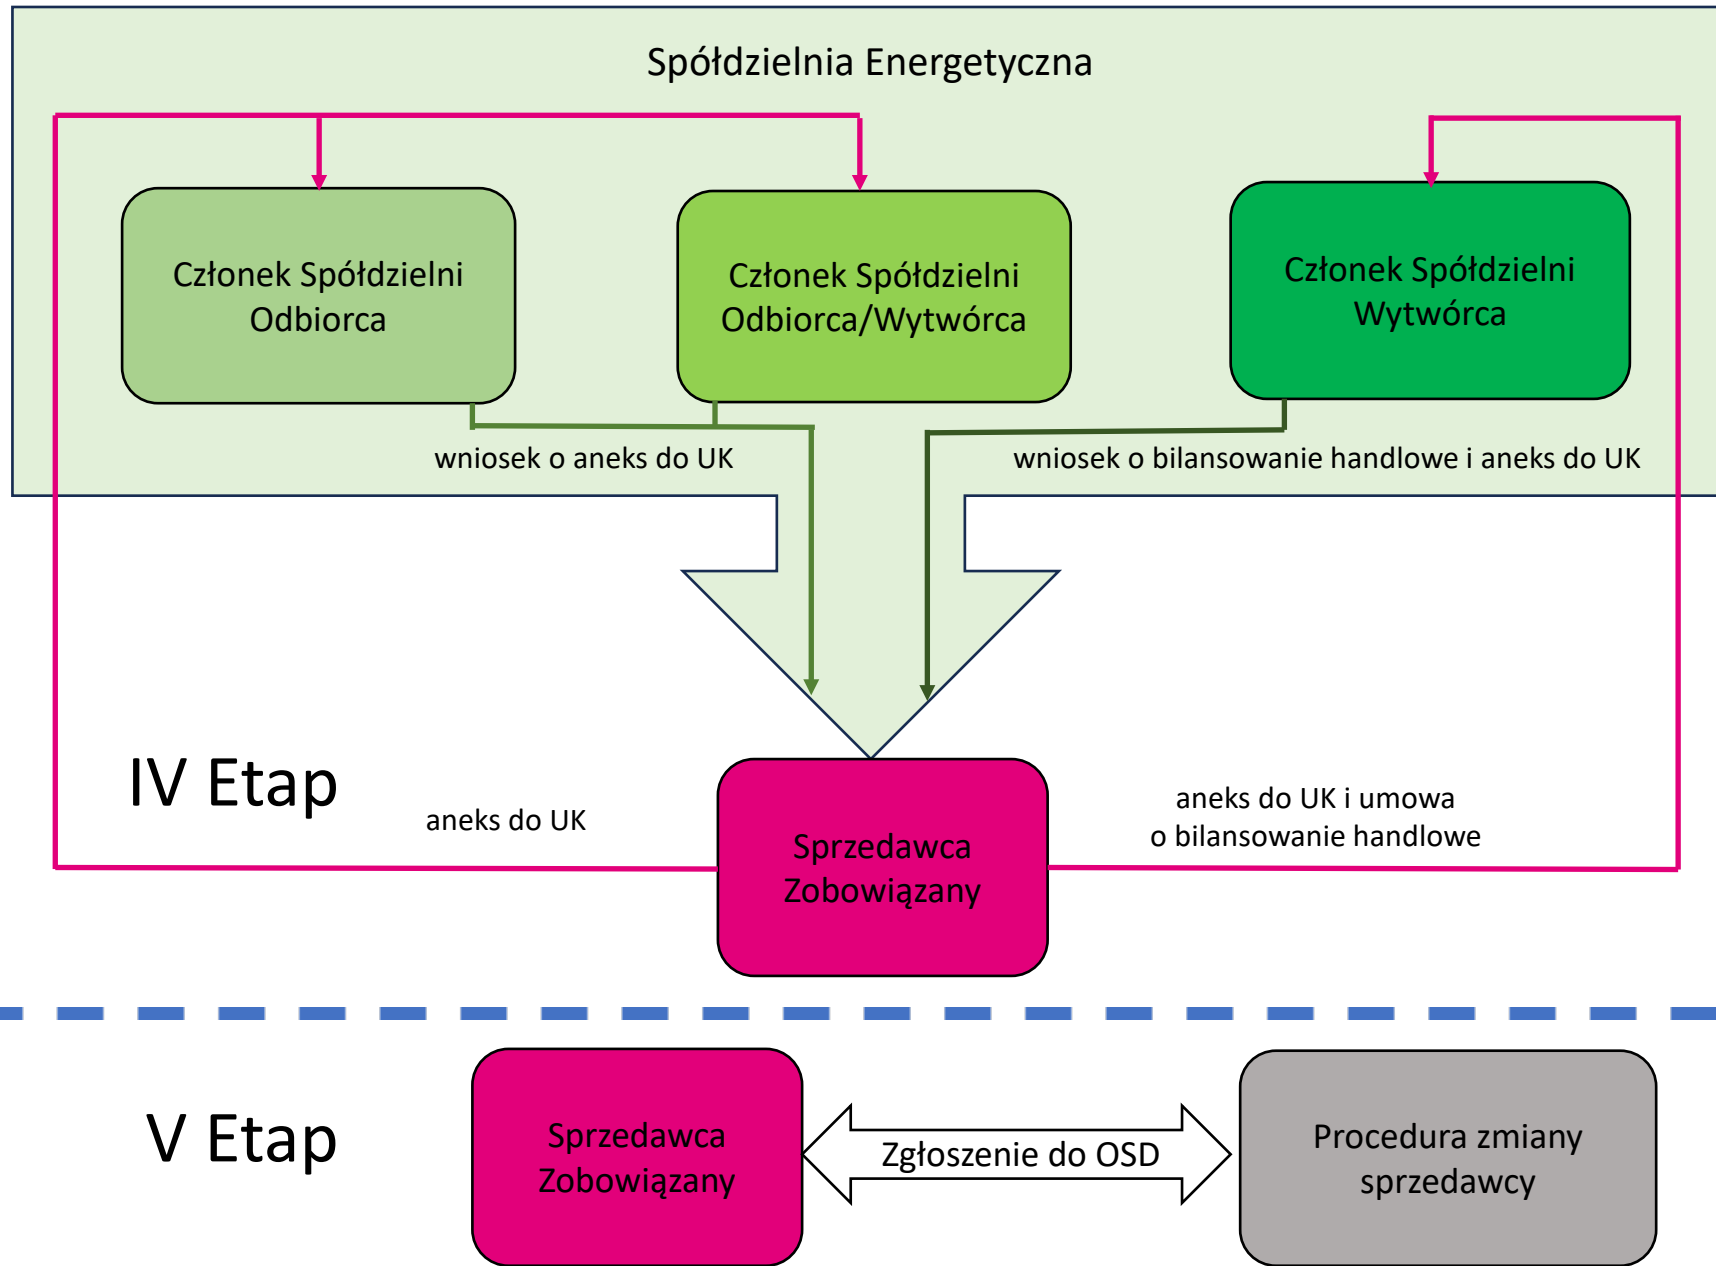 Spółdzielnia Energetyczna
Członek Spółdzielni
Odbiorca
Członek Spółdzielni
Odbiorca/Wytwórca
Członek Spółdzielni
Wytwórca
wniosek o aneks do UK
wniosek o bilansowanie handlowe i aneks do UK
IV Etap
aneks do UK
Sprzedawca
Zobowiązany
aneks do UK i umowa
o bilansowanie handlowe
V Etap
Sprzedawca
Zobowiązany
Zgłoszenie do OSD
Procedura zmiany
sprzedawcy